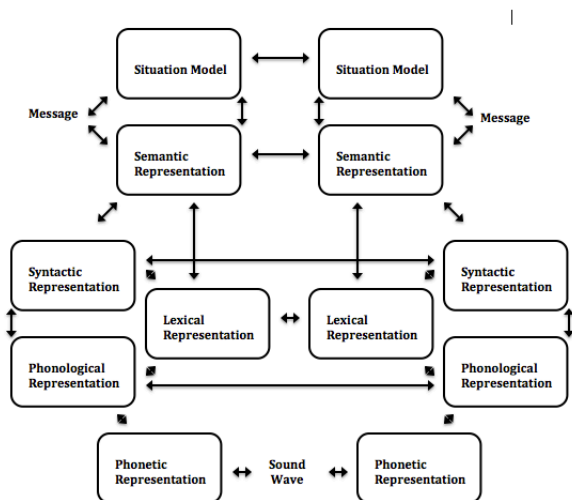 Situation Model
Situation Model
Message
Message
Semantic
Representation
Semantic
Representation
Syntactic
Representation
Syntactic
Representation
Lexical
Representation
Lexical
Representation
Phonological
Representation
Phonological
Representation
Phonetic Representation
Sound
Wave
Phonetic Representation